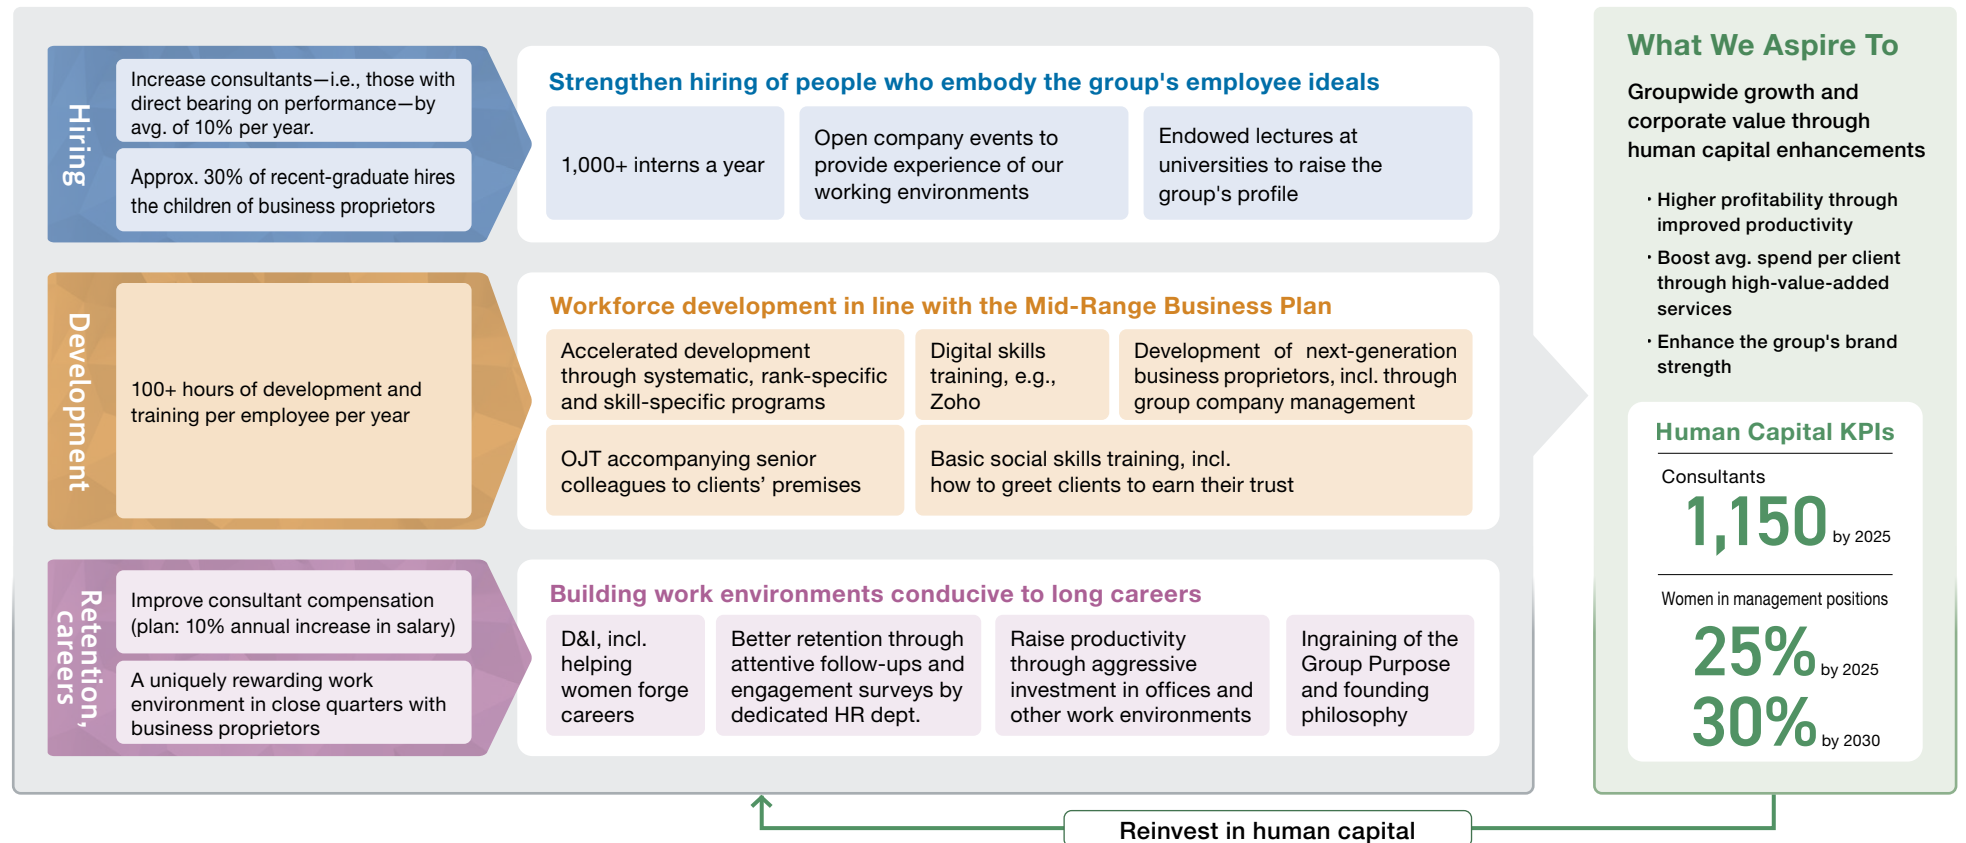 Hiring
Increase consultants—i.e., those with
direct bearing on performance—by
avg. of 10% per year.
Approx. 30% of recent-graduate hires
the children of business proprietors
Strengthen hiring of people who embody the group's employee ideals
1,000+ interns a year
Open company events to
provide experience of our
working environments
Endowed lectures at
universities to raise the
group's profile
Development
100+ hours of development and
training per employee per year
Workforce development in line with the Mid-Range Business Plan
Accelerated development
through systematic, rank-specific
and skill-specific programs
Digital skills
training, e.g.,
Zoho
Development of next-generation
business proprietors, incl. through
group company management
OJT accompanying senior
colleagues to clients’ premises
Basic social skills training, incl.
how to greet clients to earn their trust
Retention,
careers
Improve consultant compensation
(plan: 10% annual increase in salary)
A uniquely rewarding work
environment in close quarters with
business proprietors
Building work environments conducive to long careers
D&I, incl.
helping
women forge
careers
Better retention through
attentive follow-ups and
engagement surveys by
dedicated HR dept.
Raise productivity
through aggressive
investment in offices and
other work environments
Ingraining of the
Group Purpose
and founding
philosophy
What We Aspire To
Groupwide growth and
corporate value through
human capital enhancements
・Higher profitability through
improved productivity
・Boost avg. spend per client
through high-value-added
services
・Enhance the group's brand
strength
Human Capital KPIs
Consultants
1,150 by 2025
Women in management positions
25% by 2025
30% by 2030
Reinvest in human capital